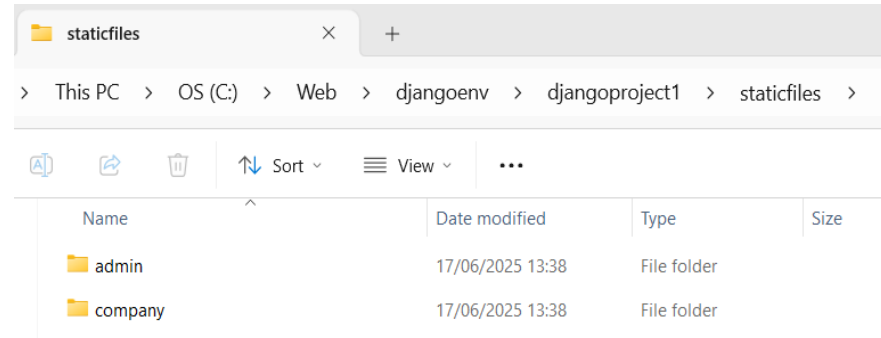 staticfiles
This PC > OS (C:) > Web > djangoenv > djangoproject1 > staticfiles >
Sort View
Name Date modified Type Size
admin 17/06/2025 13:38 File folder
company 17/06/2025 13:38 File folder